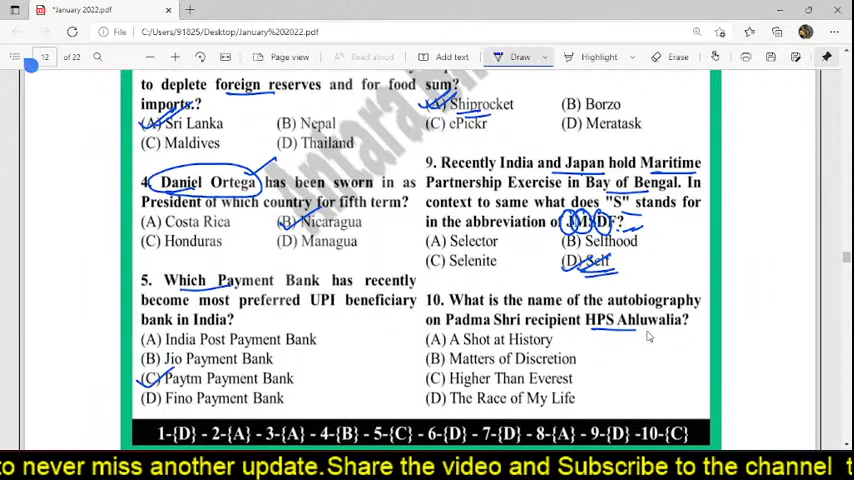 *January 2022.pdf
File
C:/Users/91825/Desktop/January%202022.pdf
12 of 22
Page view
Read aloud
Add text
Draw
Highlight
Erase
to deplete foreign reserves and for food
imports.?
(A) Sri Lanka (B) Nepal
(C) Maldives (D) Thailand
4. Daniel Ortega has been sworn in as
President of which country for fifth term?
(A) Costa Rica (B) Nicaragua
(C) Honduras (D) Managua
5. Which Payment Bank has recently
become most preferred UPI beneficiary
bank in India?
(A) India Post Payment Bank
(B) Jio Payment Bank
(C) Paytm Payment Bank
(D) Fino Payment Bank
sum?
(A) Shiprocket (B) Borzo
(C) ePickr (D) Meratask
9. Recently India and Japan hold Maritime
Partnership Exercise in Bay of Bengal. In
context to same what does "S" stands for
in the abbreviation of JMSDF?
(A) Selector (B) Sellhood
(C) Selenite (D) Self
10. What is the name of the autobiography
on Padma Shri recipient HPS Ahluwalia?
(A) A Shot at History
(B) Matters of Discretion
(C) Higher Than Everest
(D) The Race of My Life
1-{D} - 2-{A} - 3-{A} - 4-{B} - 5-{C} - 6-{D} - 7-{D} - 8-{A} - 9-{D} -10-{C}
Antara
to never miss another update.Share the video and Subscribe to the channel t